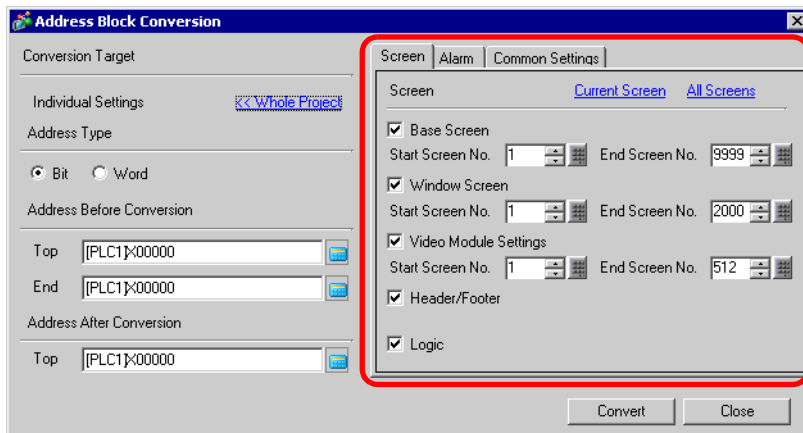 Address Block Conversion
Conversion Target
Individual Settings << Whole Project
Address Type
Bit Word
Address Before Conversion
Top [PLC1]X00000
End [PLC1]X00000
Address After Conversion
Top [PLC1]X00000
Screen Alarm Common Settings
Screen Current Screen All Screens
Base Screen
Start Screen No. 1 End Screen No. 9999
Window Screen
Start Screen No. 1 End Screen No. 2000
Video Module Settings
Start Screen No. 1 End Screen No. 512
Header/Footer
Logic
Convert Close